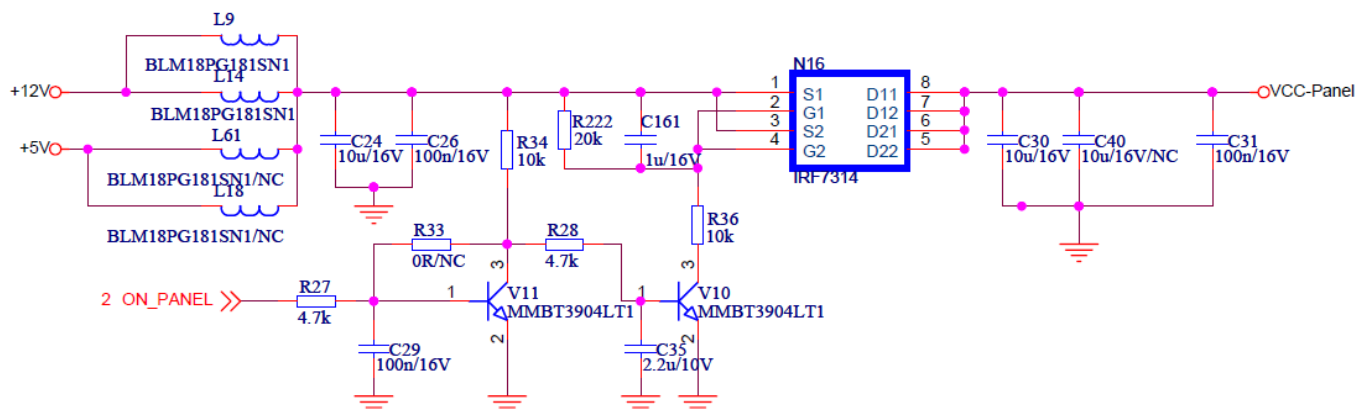 L9
BLM18PG181SN1
L14
+12V
BLM18PG181SN1
L61
+5V
BLM18PG181SN1/NC
L18
BLM18PG181SN1/NC
C24
10u/16V
C26
100n/16V
R34
10k
R222
20k
C161
1u/16V
N16
1 S1 D11 8
2 G1 D12 7
3 S2 D21 6
4 G2 D22 5
IRF7314
VCC-Panel
C30
10u/16V
C40
10u/16V/NC
C31
100n/16V
R36
10k
R33
0R/NC
R28
4.7k
2 ON_PANEL
R27
4.7k
1
3
V11
MMBT3904LT1
2
1
3
V10
MMBT3904LT1
2
C29
100n/16V
C35
2.2u/10V